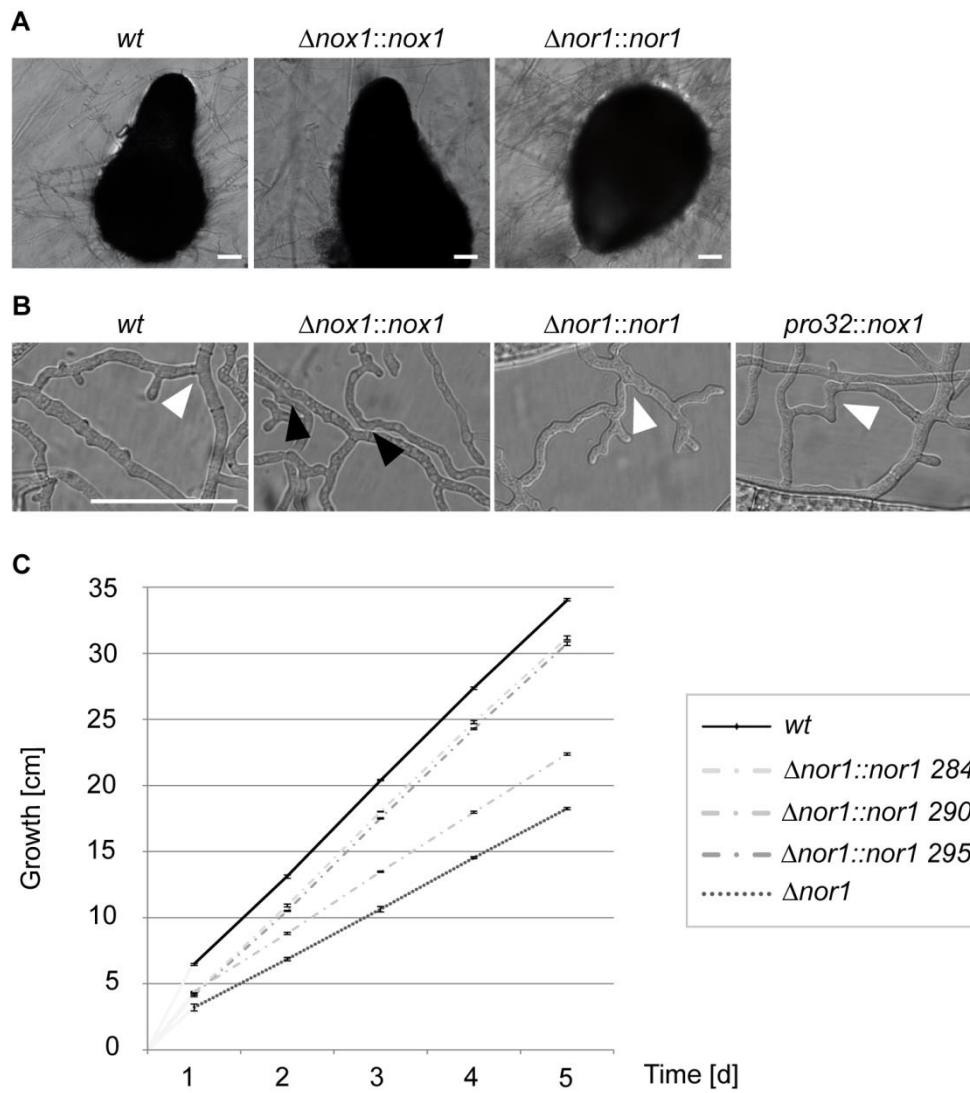 A
wt Δnox1::nox1 Δnor1::nor1
B
wt Δnox1::nox1 Δnor1::nor1 pro32::nox1
C
35
30
25
20
15
10
5
0
Growth [cm]
1 2 3 4 5 Time [d]
wt
Δnor1::nor1 284
Δnor1::nor1 290
Δnor1::nor1 295
Δnor1